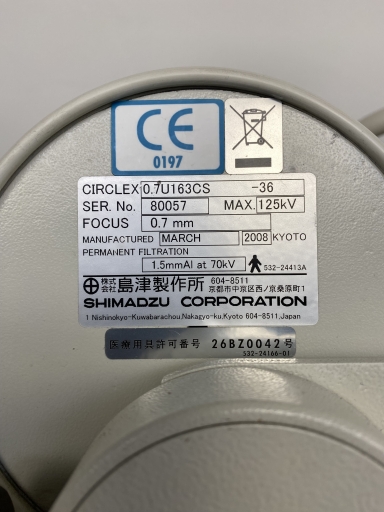 CE
0197
CIRCLEX 0.7U163CS -36
SER. No. 80057 MAX. 125kV
FOCUS 0.7 mm
MANUFACTURED MARCH 2008 KYOTO
PERMANENT FILTRATION
1.5mmAl at 70kV 532-24413A
株式会社 島津製作所 604-8511
京都市中京区西ノ京桑原町1
SHIMADZU CORPORATION
1 Nishinokyo-Kuwabarachou,Nakagyo-ku,Kyoto 604-8511,Japan
医療用具許可番号 26BZ0042号
532-24166-01